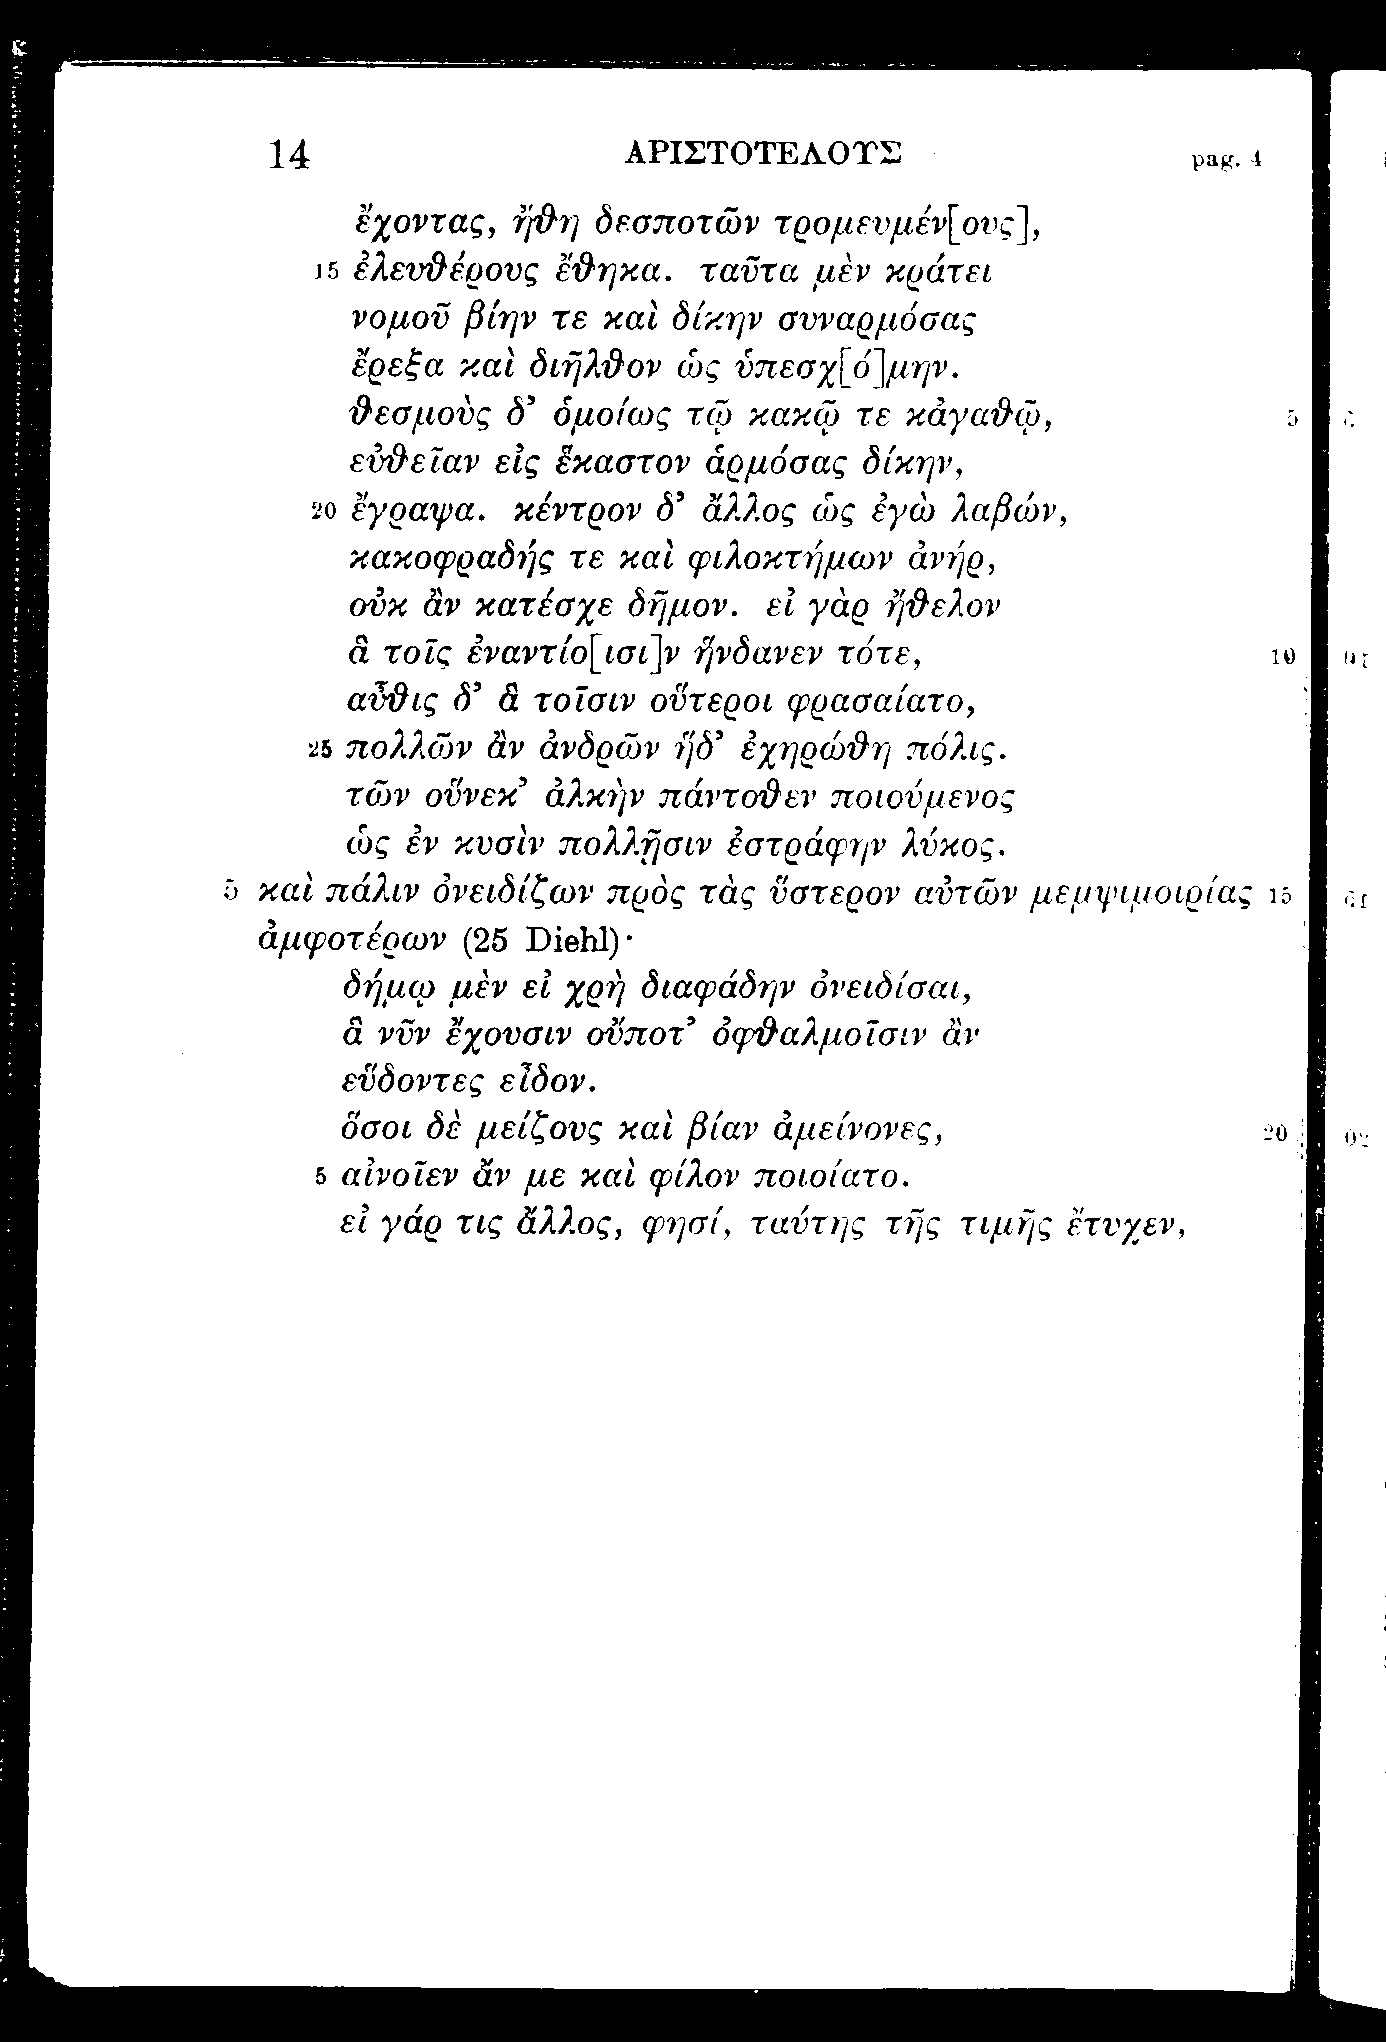 14 ΑΡΙΣΤΟΤΕΛΟΥΣ pag. 4
ἔχοντας, ἤθη δεσποτῶν τρομευμέν[ους],
15 ἐλευθέρους ἔθηκα. ταῦτα μὲν κράτει
νομοῦ βίην τε καὶ δίκην συναρμόσας
ἔρεξα καὶ διῆλθον ὡς ὑπεσχ[ό]μην.
θεσμοὺς δ’ ὁμοίως τῷ κακῷ τε κἀγαθῷ, 5
εὐθεῖαν εἰς ἕκαστον ἁρμόσας δίκην,
20 ἔγραψα. κέντρον δ’ ἄλλος ὡς ἐγὼ λαβών,
κακοφραδής τε καὶ φιλοκτήμων ἀνήρ,
οὐκ ἂν κατέσχε δῆμον. εἰ γὰρ ἤθελον
ἃ τοῖς ἐναντίο[ισι]ν ἥνδανεν τότε, 10
αὖθις δ’ ἃ τοῖσιν οὕτεροι φρασαίατο,
25 πολλῶν ἂν ἀνδρῶν ἥδ’ ἐχηρώθη πόλις.
τῶν οὕνεκ’ ἀλκὴν πάντοθεν ποιούμενος
ὡς ἐν κυσὶν πολλῇσιν ἐστράφην λύκος.
5 καὶ πάλιν ὀνειδίζων πρὸς τὰς ὕστερον αὐτῶν μεμψιμοιρίας 15
ἀμφοτέρων (25 Diehl)·
δήμῳ μὲν εἰ χρὴ διαφάδην ὀνειδίσαι,
ἃ νῦν ἔχουσιν οὔποτ’ ὀφθαλμοῖσιν ἂν
εὕδοντες εἶδον.
ὅσοι δὲ μείζους καὶ βίαν ἀμείνονες, 20
5 αἰνοῖεν ἄν με καὶ φίλον ποιοίατο.
εἰ γάρ τις ἄλλος, φησί, ταύτης τῆς τιμῆς ἔτυχεν,